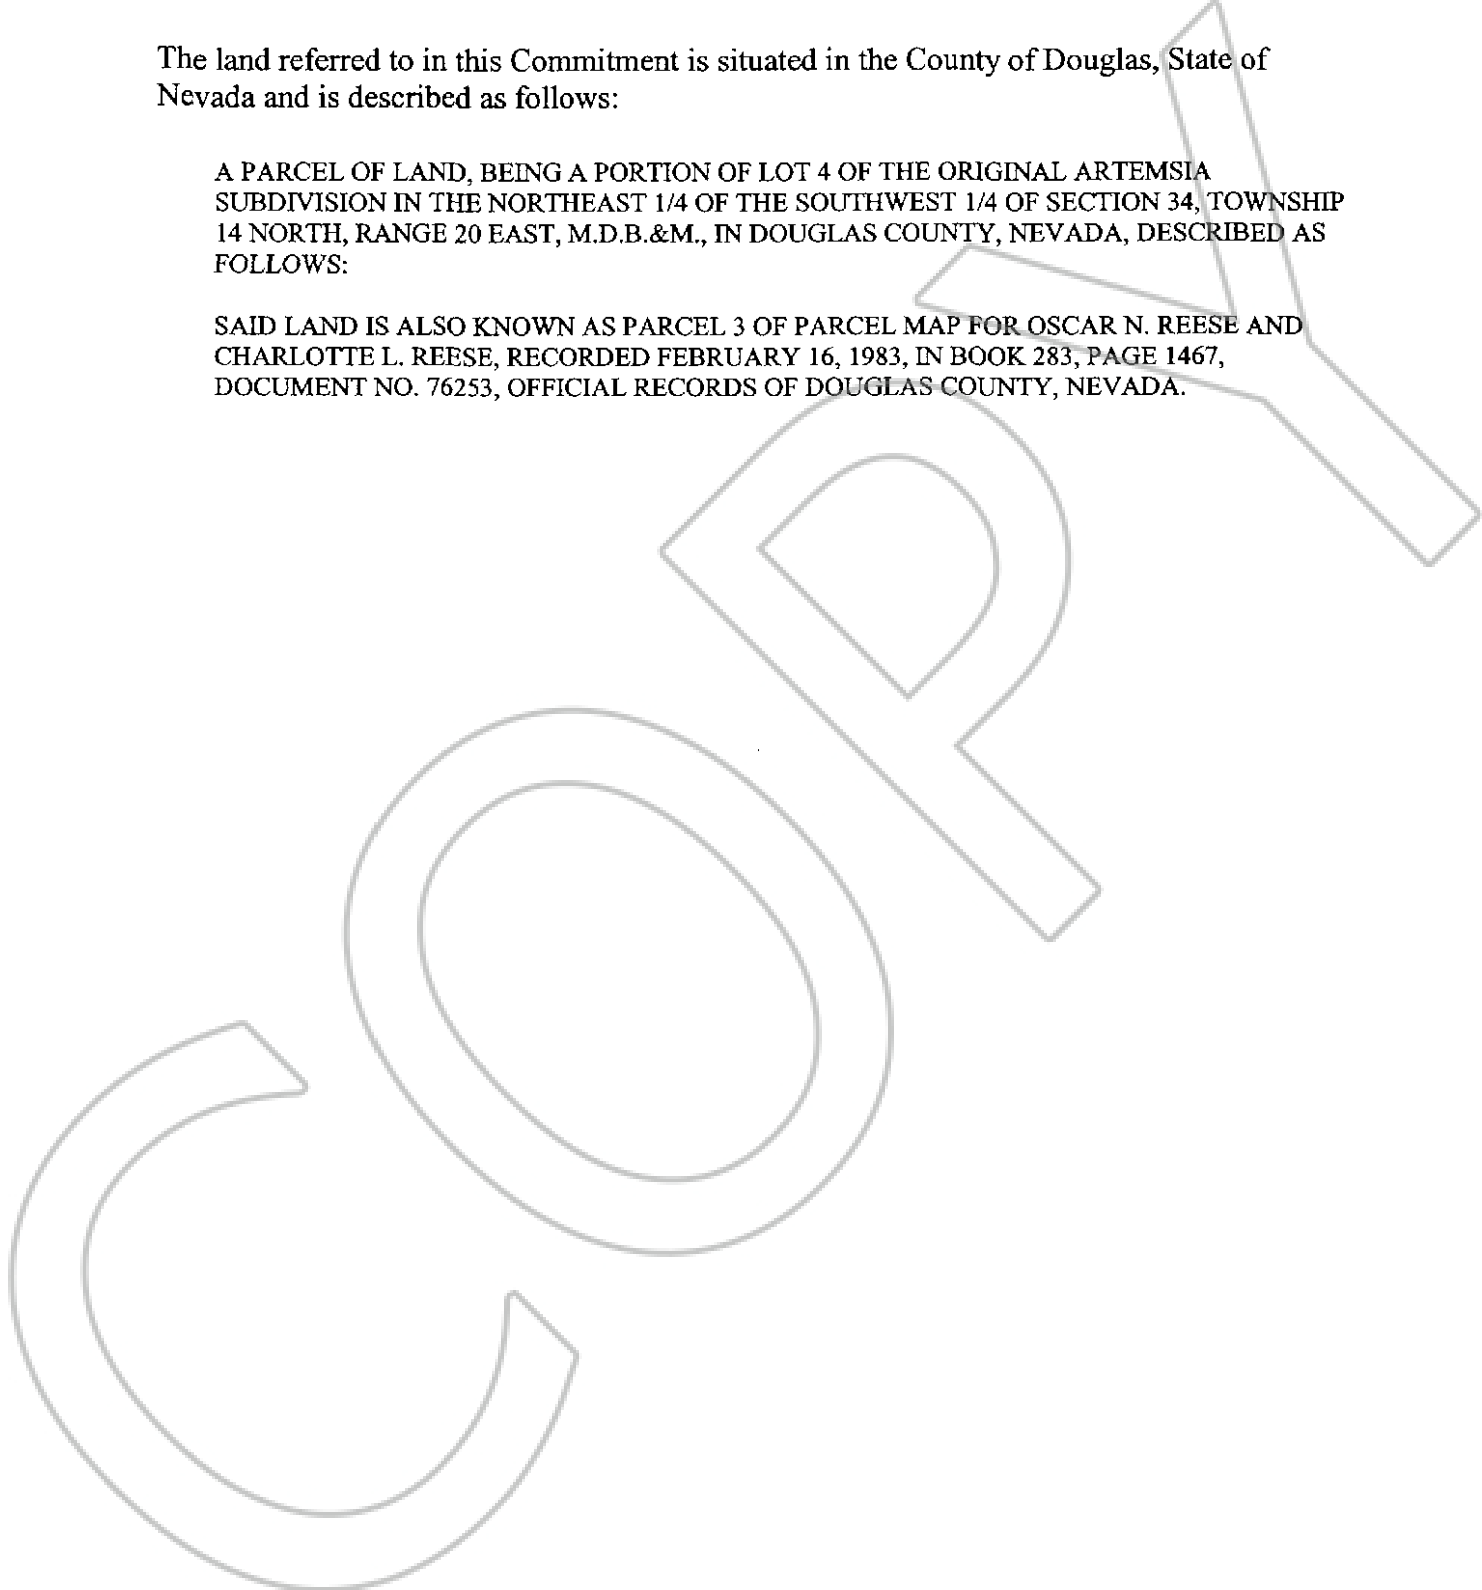 The land referred to in this Commitment is situated in the County of Douglas, State of
Nevada and is described as follows:
A PARCEL OF LAND, BEING A PORTION OF LOT 4 OF THE ORIGINAL ARTEMSIA
SUBDIVISION IN THE NORTHEAST 1/4 OF THE SOUTHWEST 1/4 OF SECTION 34, TOWNSHIP
14 NORTH, RANGE 20 EAST, M.D.B.&M., IN DOUGLAS COUNTY, NEVADA, DESCRIBED AS
FOLLOWS:
SAID LAND IS ALSO KNOWN AS PARCEL 3 OF PARCEL MAP FOR OSCAR N. REESE AND
CHARLOTTE L. REESE, RECORDED FEBRUARY 16, 1983, IN BOOK 283, PAGE 1467,
DOCUMENT NO. 76253, OFFICIAL RECORDS OF DOUGLAS COUNTY, NEVADA.
COPY